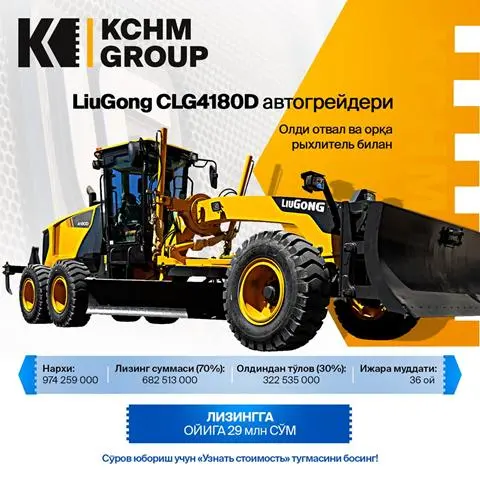 KCHM
GROUP
LiuGong CLG4180D автогрейдери
Олди отвал ва орқа
рыхлитель билан
LIUGONG
4180D
Нархи:
974 259 000
Лизинг суммаси (70%):
682 513 000
Олдиндан тўлов (30%):
322 535 000
Ижара муддати:
36 ой
ЛИЗИНГГА
ОЙИГА 29 млн СЎМ
Сўров юбориш учун «Узнать стоимость» тугмасини босинг!